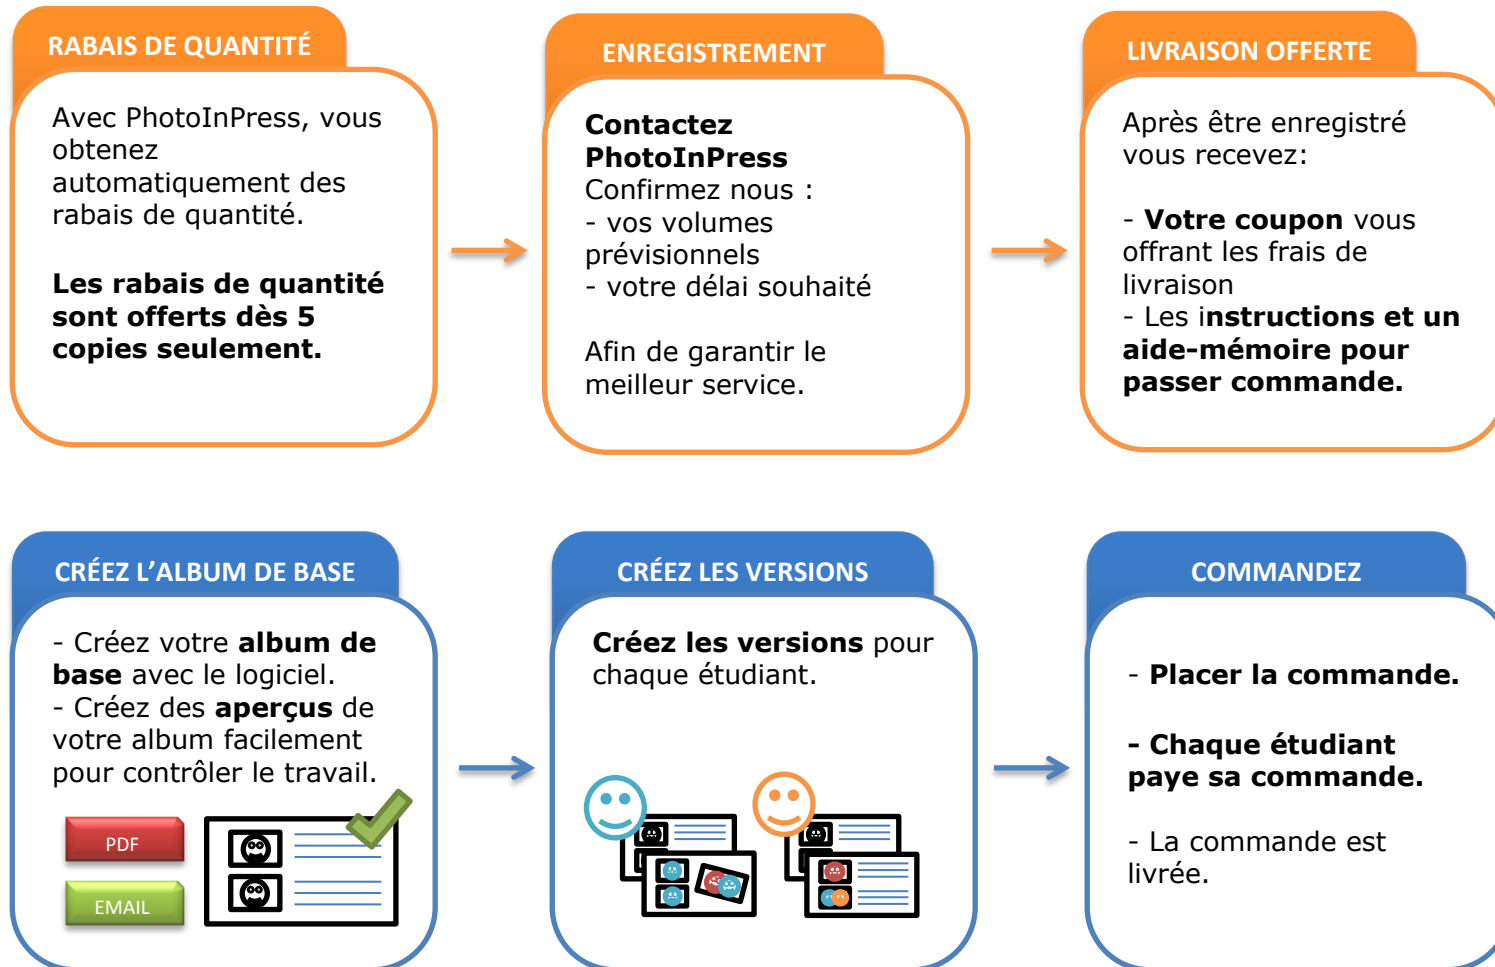 RABAIS DE QUANTITÉ
Avec PhotoInPress, vous
obtenez
automatiquement des
rabais de quantité.
Les rabais de quantité
sont offerts dès 5
copies seulement.
ENREGISTREMENT
Contactez
PhotoInPress
Confirmez nous :
- vos volumes
prévisionnels
- votre délai souhaité
Afin de garantir le
meilleur service.
LIVRAISON OFFERTE
Après être enregistré
vous recevez:
- Votre coupon vous
offrant les frais de
livraison
- Les instructions et un
aide-mémoire pour
passer commande.
CRÉEZ L’ALBUM DE BASE
- Créez votre album de
base avec le logiciel.
- Créez des aperçus de
votre album facilement
pour contrôler le travail.
PDF
EMAIL
CRÉEZ LES VERSIONS
Créez les versions pour
chaque étudiant.
COMMANDEZ
- Placer la commande.
- Chaque étudiant
paye sa commande.
- La commande est
livrée.